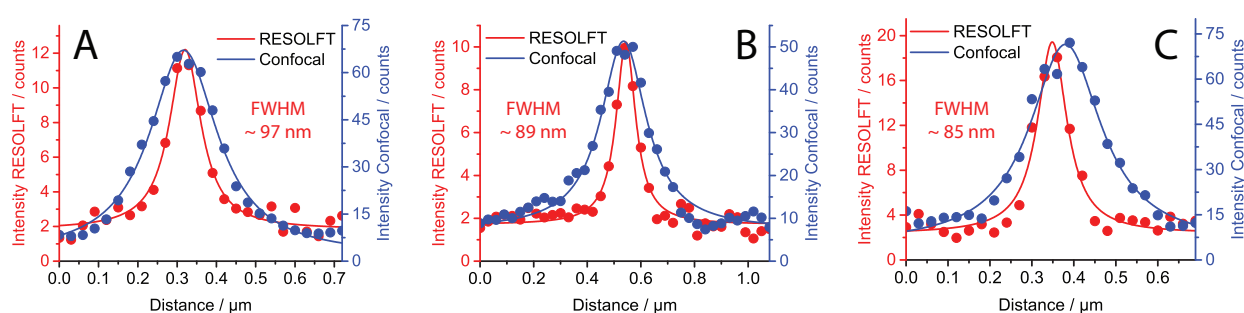 A
RESOLFT
Confocal
FWHM
~ 97 nm
Intensity RESOLFT / counts
0
2
4
6
8
10
12
Intensity Confocal / counts
0
15
30
45
60
75
0.0 0.1 0.2 0.3 0.4 0.5 0.6 0.7
Distance / µm
B
RESOLFT
Confocal
FWHM
~ 89 nm
Intensity RESOLFT / counts
0
2
4
6
8
10
Intensity Confocal / counts
0
10
20
30
40
50
0.0 0.2 0.4 0.6 0.8 1.0
Distance / µm
C
RESOLFT
Confocal
FWHM
~ 85 nm
Intensity RESOLFT / counts
0
4
8
12
16
20
Intensity Confocal / counts
0
15
30
45
60
75
0.0 0.1 0.2 0.3 0.4 0.5 0.6
Distance / µm